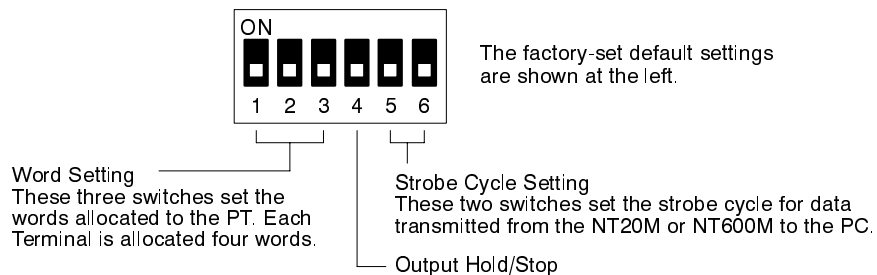 ON
1 2 3 4 5 6
The factory-set default settings
are shown at the left.
Word Setting
These three switches set the
words allocated to the PT. Each
Terminal is allocated four words.
Strobe Cycle Setting
These two switches set the strobe cycle for data
transmitted from the NT20M or NT600M to the PC.
Output Hold/Stop